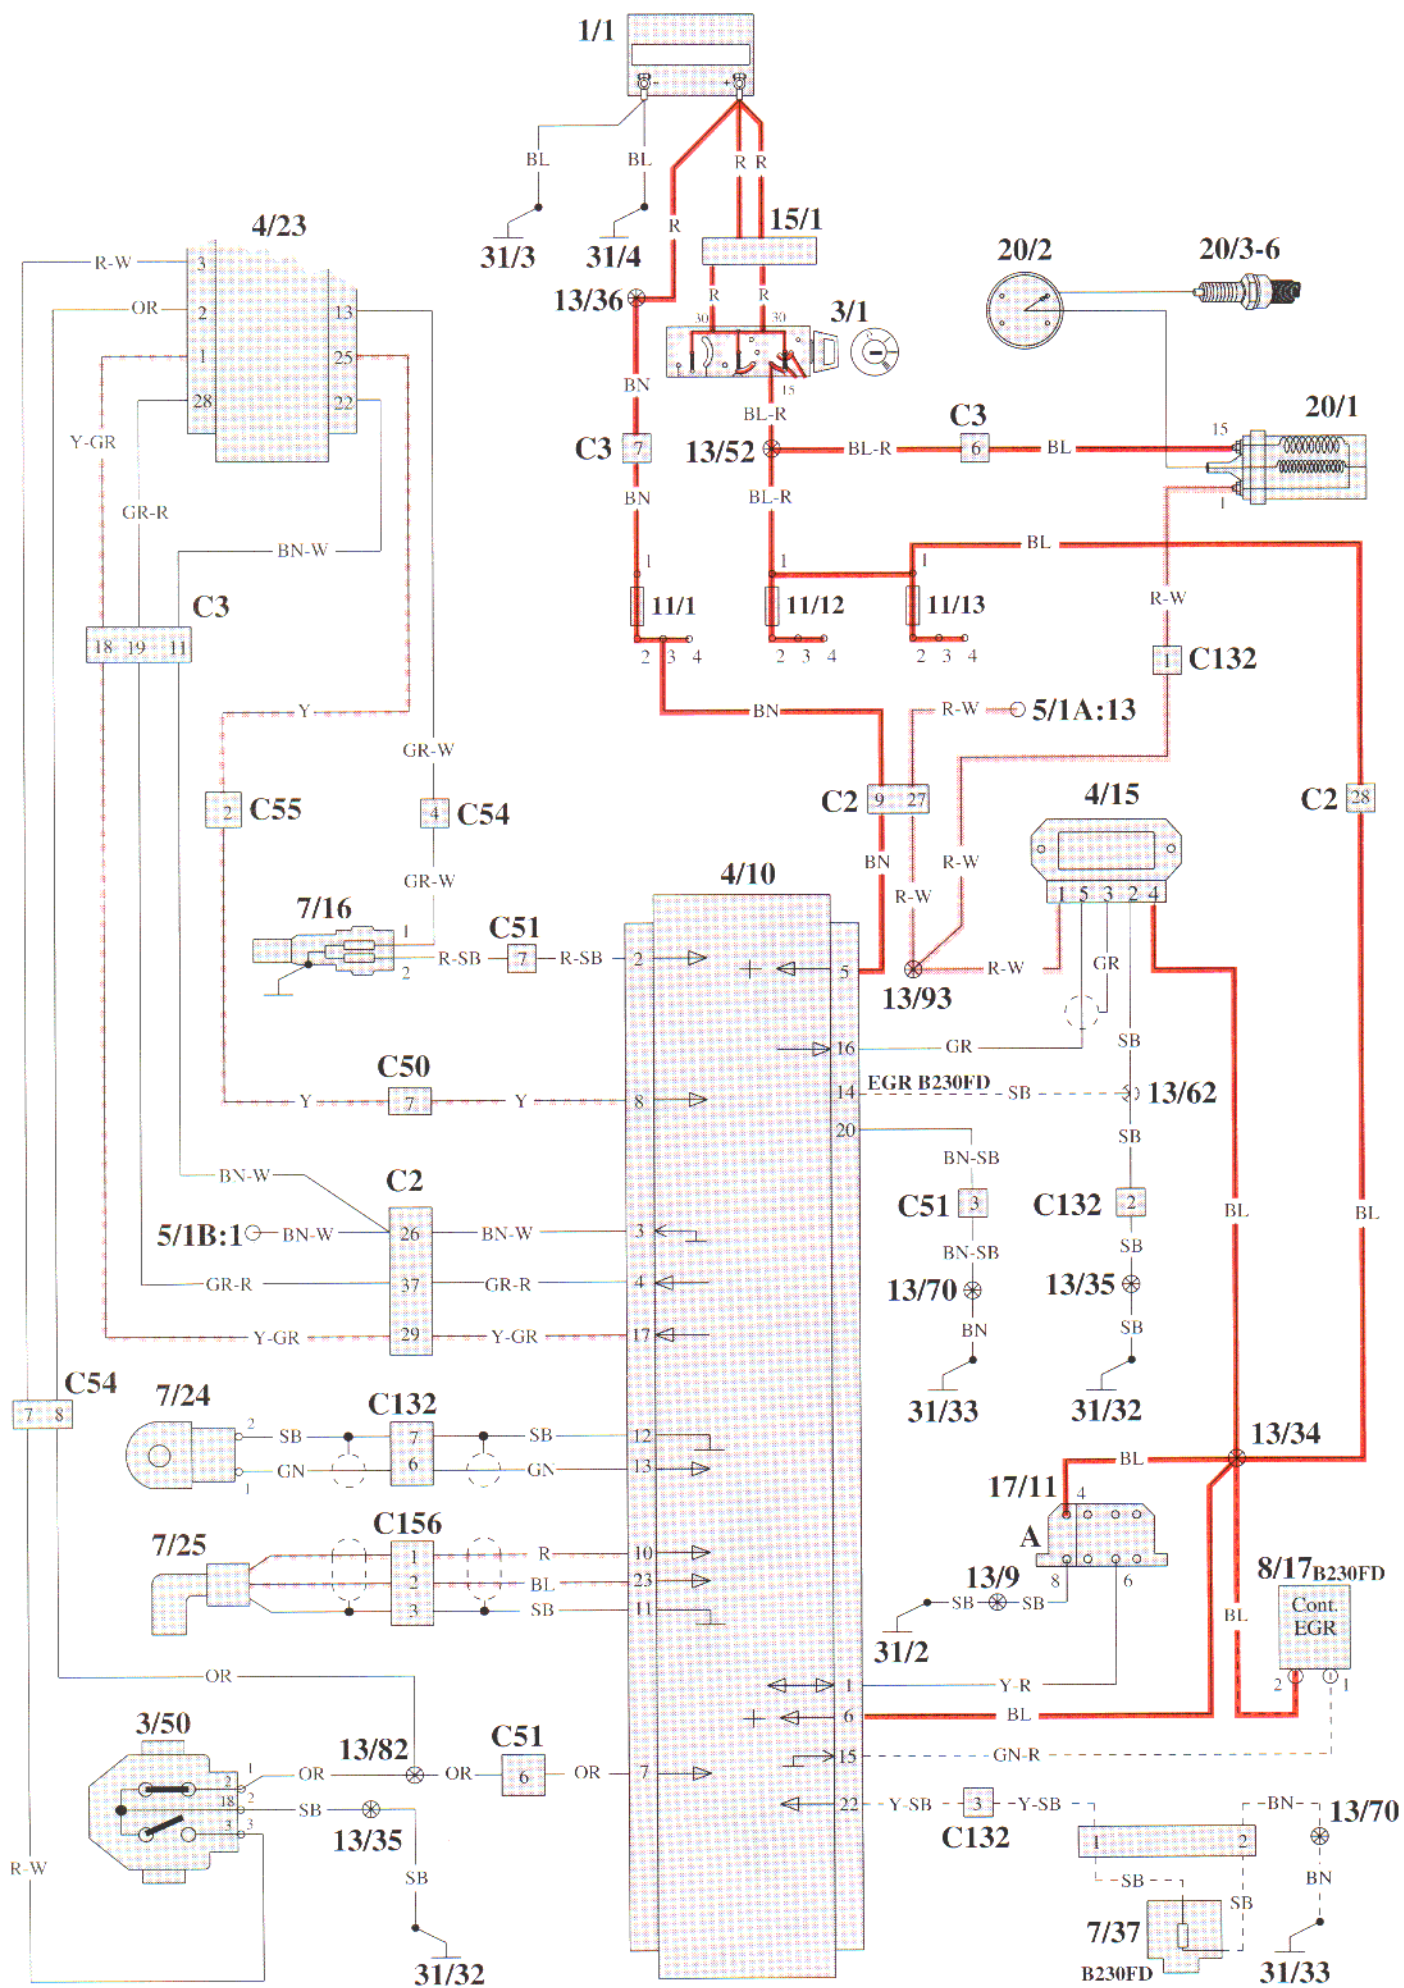 1/1
- +
BL BL R R R
31/3 31/4 15/1
4/23
R-W 3
OR 2 13
1 25
28 22
Y-GR
GR-R
BN-W
C3
18 19 11
13/36
R R
30 30
3/1
15
BN
BL-R
20/2 20/3-6
20/1
15
1
C3
7
13/52
BL-R
C3
6
BL
BN
BL-R
BL
1 1 1
11/1 11/12 11/13
2 3 4 2 3 4 2 3 4
R-W
1 C132
Y
BN
R-W 5/1A:13
GR-W
2 C55
4 C54
C2 9 27
4/15
C2 28
GR-W
BN
R-W
R-W
1 5 3 2 4
4/10
7/16
1
2
R-SB
C51
7
R-SB 2
+ 5
13/93
R-W
GR
16 GR
SB
EGR B230FD
14 SB 13/62
C50
Y 7 Y 8
20
BN-SB
SB
BN-W
C2
C51 3
C132 2
BL BL
5/1B:1 BN-W 26 BN-W 3
BN-SB
SB
GR-R 37 GR-R 4
13/70
13/35
Y-GR 29 Y-GR 17
BN
SB
31/33
31/32
C54
7 8
7/24
2
1
SB
GN
C132
7
6
SB 12
GN 13
13/34
BL
17/11 4
A
8 6
7/25
C156
1
2
3
R 10
BL 23
SB 11
13/9
SB SB
31/2
8/17 B230FD
Cont.
EGR
2 1
BL
OR
1 Y-R
+ 6 BL
3/50
13/82
C51
15 GN-R
1
2
OR OR 6 OR 7
18 2
SB
3 3
13/35
22 Y-SB 3 Y-SB
C132
BN
13/70
1 2
R-W
SB
SB
SB
BN
7/37
B230FD
31/32
31/33